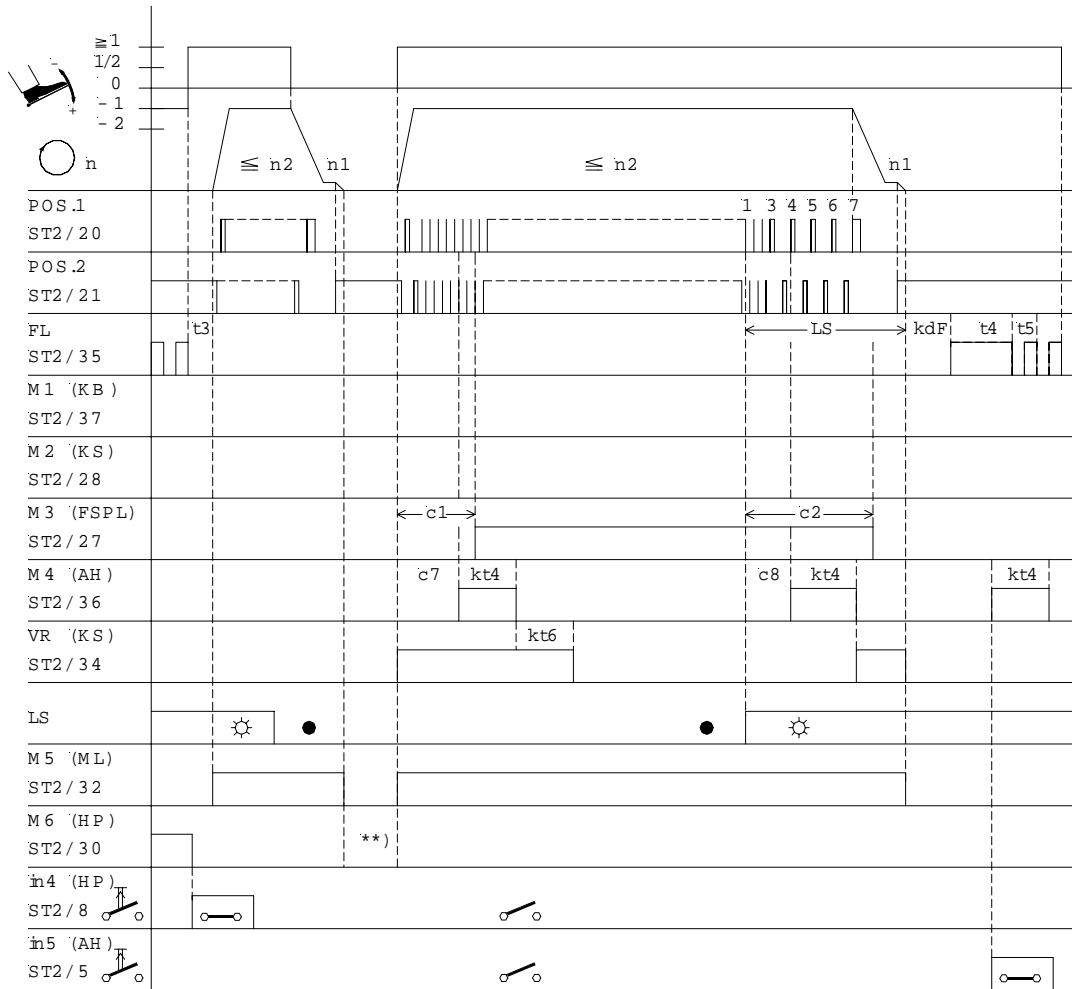 ≧1
1/2
0
-1
-2
-
+
n
≦ n2 n1 ≦ n2 n1
POS.1 1 3 4 5 6 7
ST2/20
POS.2
ST2/21
FL t3 LS kdF t4 t5
ST2/35
M1 (KB)
ST2/37
M2 (KS)
ST2/28
M3 (FSPL) c1 c2
ST2/27
M4 (AH) c7 kt4 c8 kt4 kt4
ST2/36
VR (KS) kt6
ST2/34
LS
M5 (ML)
ST2/32
M6 (HP)
ST2/30 **)
in4 (HP)
ST2/8
in5 (AH)
ST2/5